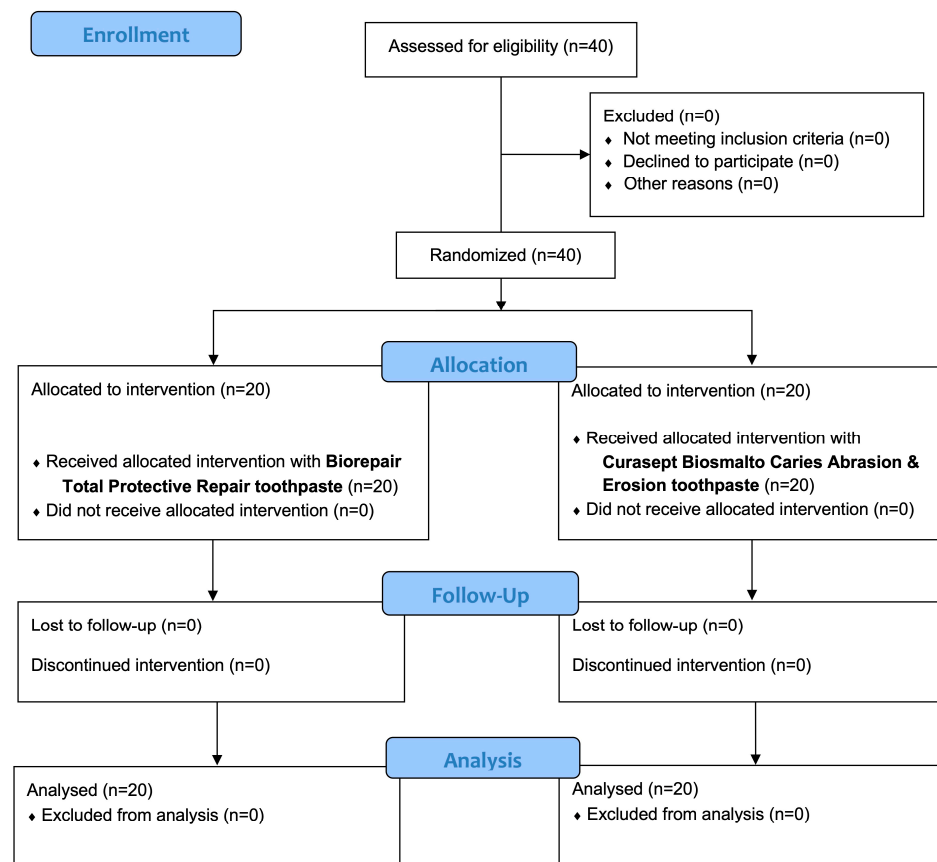 Enrollment
Assessed for eligibility (n=40)
Excluded (n=0)
♦ Not meeting inclusion criteria (n=0)
♦ Declined to participate (n=0)
♦ Other reasons (n=0)
Randomized (n=40)
Allocation
Allocated to intervention (n=20)
♦ Received allocated intervention with Biorepair
Total Protective Repair toothpaste (n=20)
♦ Did not receive allocated intervention (n=0)
Allocated to intervention (n=20)
♦ Received allocated intervention with
Curasept Biosmalto Caries Abrasion &
Erosion toothpaste (n=20)
♦ Did not receive allocated intervention (n=0)
Follow-Up
Lost to follow-up (n=0)
Discontinued intervention (n=0)
Lost to follow-up (n=0)
Discontinued intervention (n=0)
Analysis
Analysed (n=20)
♦ Excluded from analysis (n=0)
Analysed (n=20)
♦ Excluded from analysis (n=0)